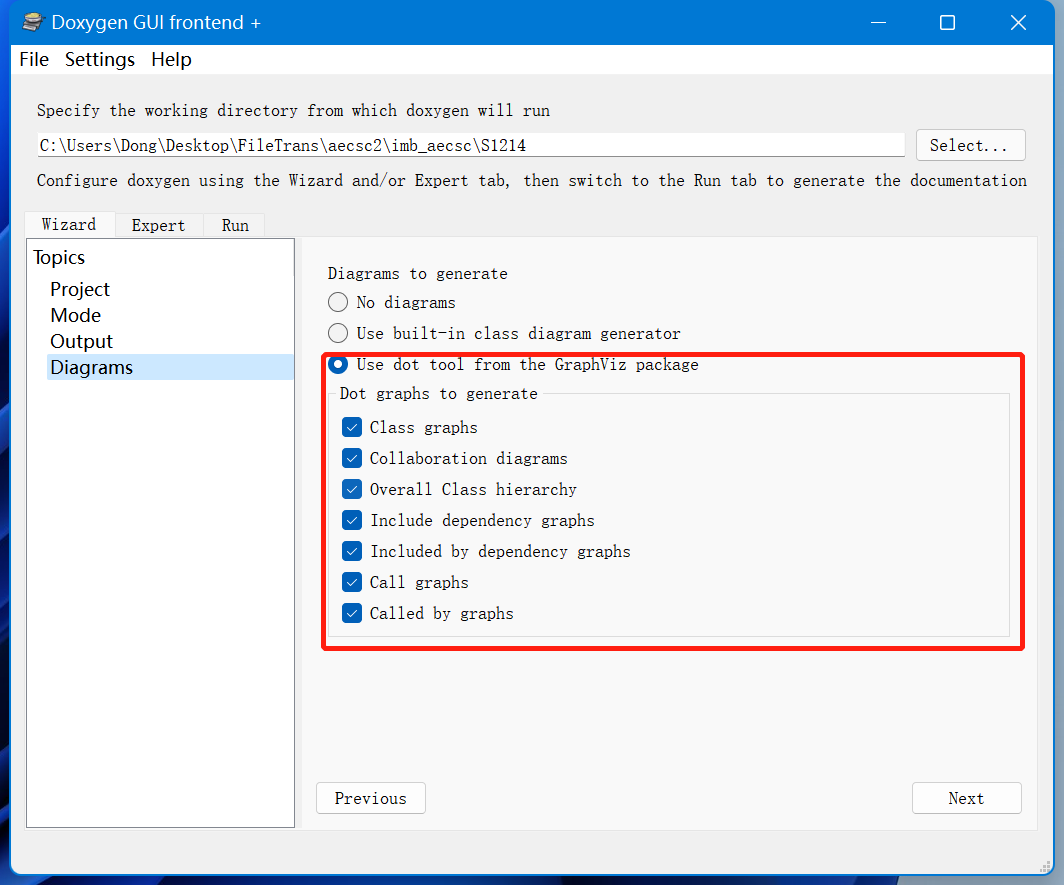 Doxygen GUI frontend +
File Settings Help
Specify the working directory from which doxygen will run
C:\Users\Dong\Desktop\FileTrans\aecsc2\imb_aecsc\S1214
Select...
Configure doxygen using the Wizard and/or Expert tab, then switch to the Run tab to generate the documentation
Wizard Expert Run
Topics
Project
Mode
Output
Diagrams
Diagrams to generate
No diagrams
Use built-in class diagram generator
Use dot tool from the GraphViz package
Dot graphs to generate
Class graphs
Collaboration diagrams
Overall Class hierarchy
Include dependency graphs
Included by dependency graphs
Call graphs
Called by graphs
Previous
Next